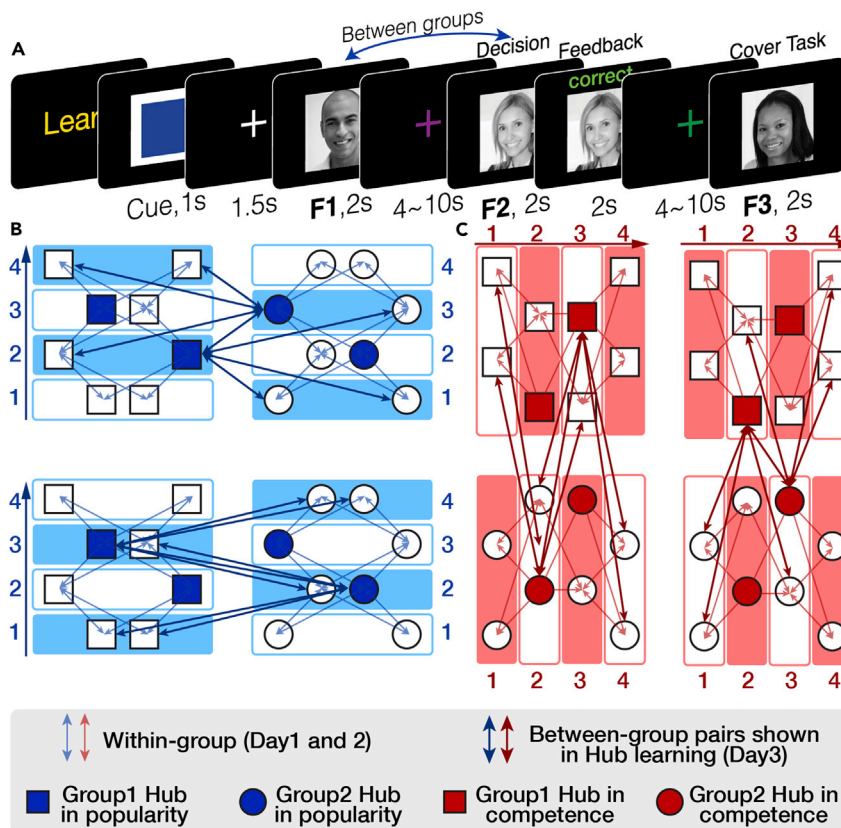 A
Between groups
Decision
Feedback
Cover Task
Lear
correct
Cue,1s
1.5s
F1,2s
4~10s
F2, 2s
2s
4~10s
F3, 2s
B
4
3
2
1
4
3
2
1
4
3
2
1
4
3
2
1
C
1 2 3 4
1 2 3 4
1 2 3 4
1 2 3 4
Within-group (Day1 and 2)
Between-group pairs shown
in Hub learning (Day3)
Group1 Hub
in popularity
Group2 Hub
in popularity
Group1 Hub in
competence
Group2 Hub in
competence